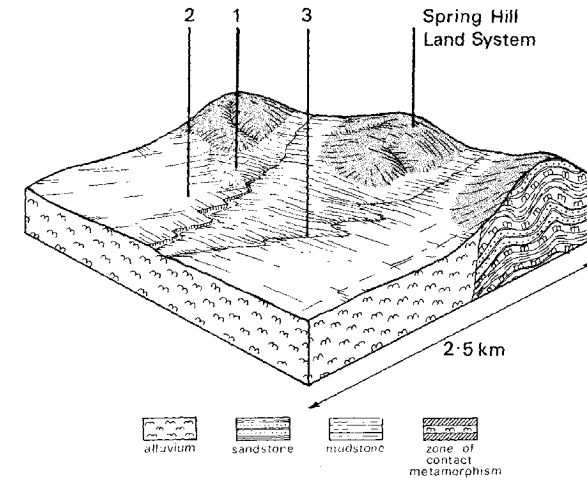 2 1 3 Spring Hill
Land System
2·5 km
alluvium sandstone mudstone zone of
contact
metamorphism